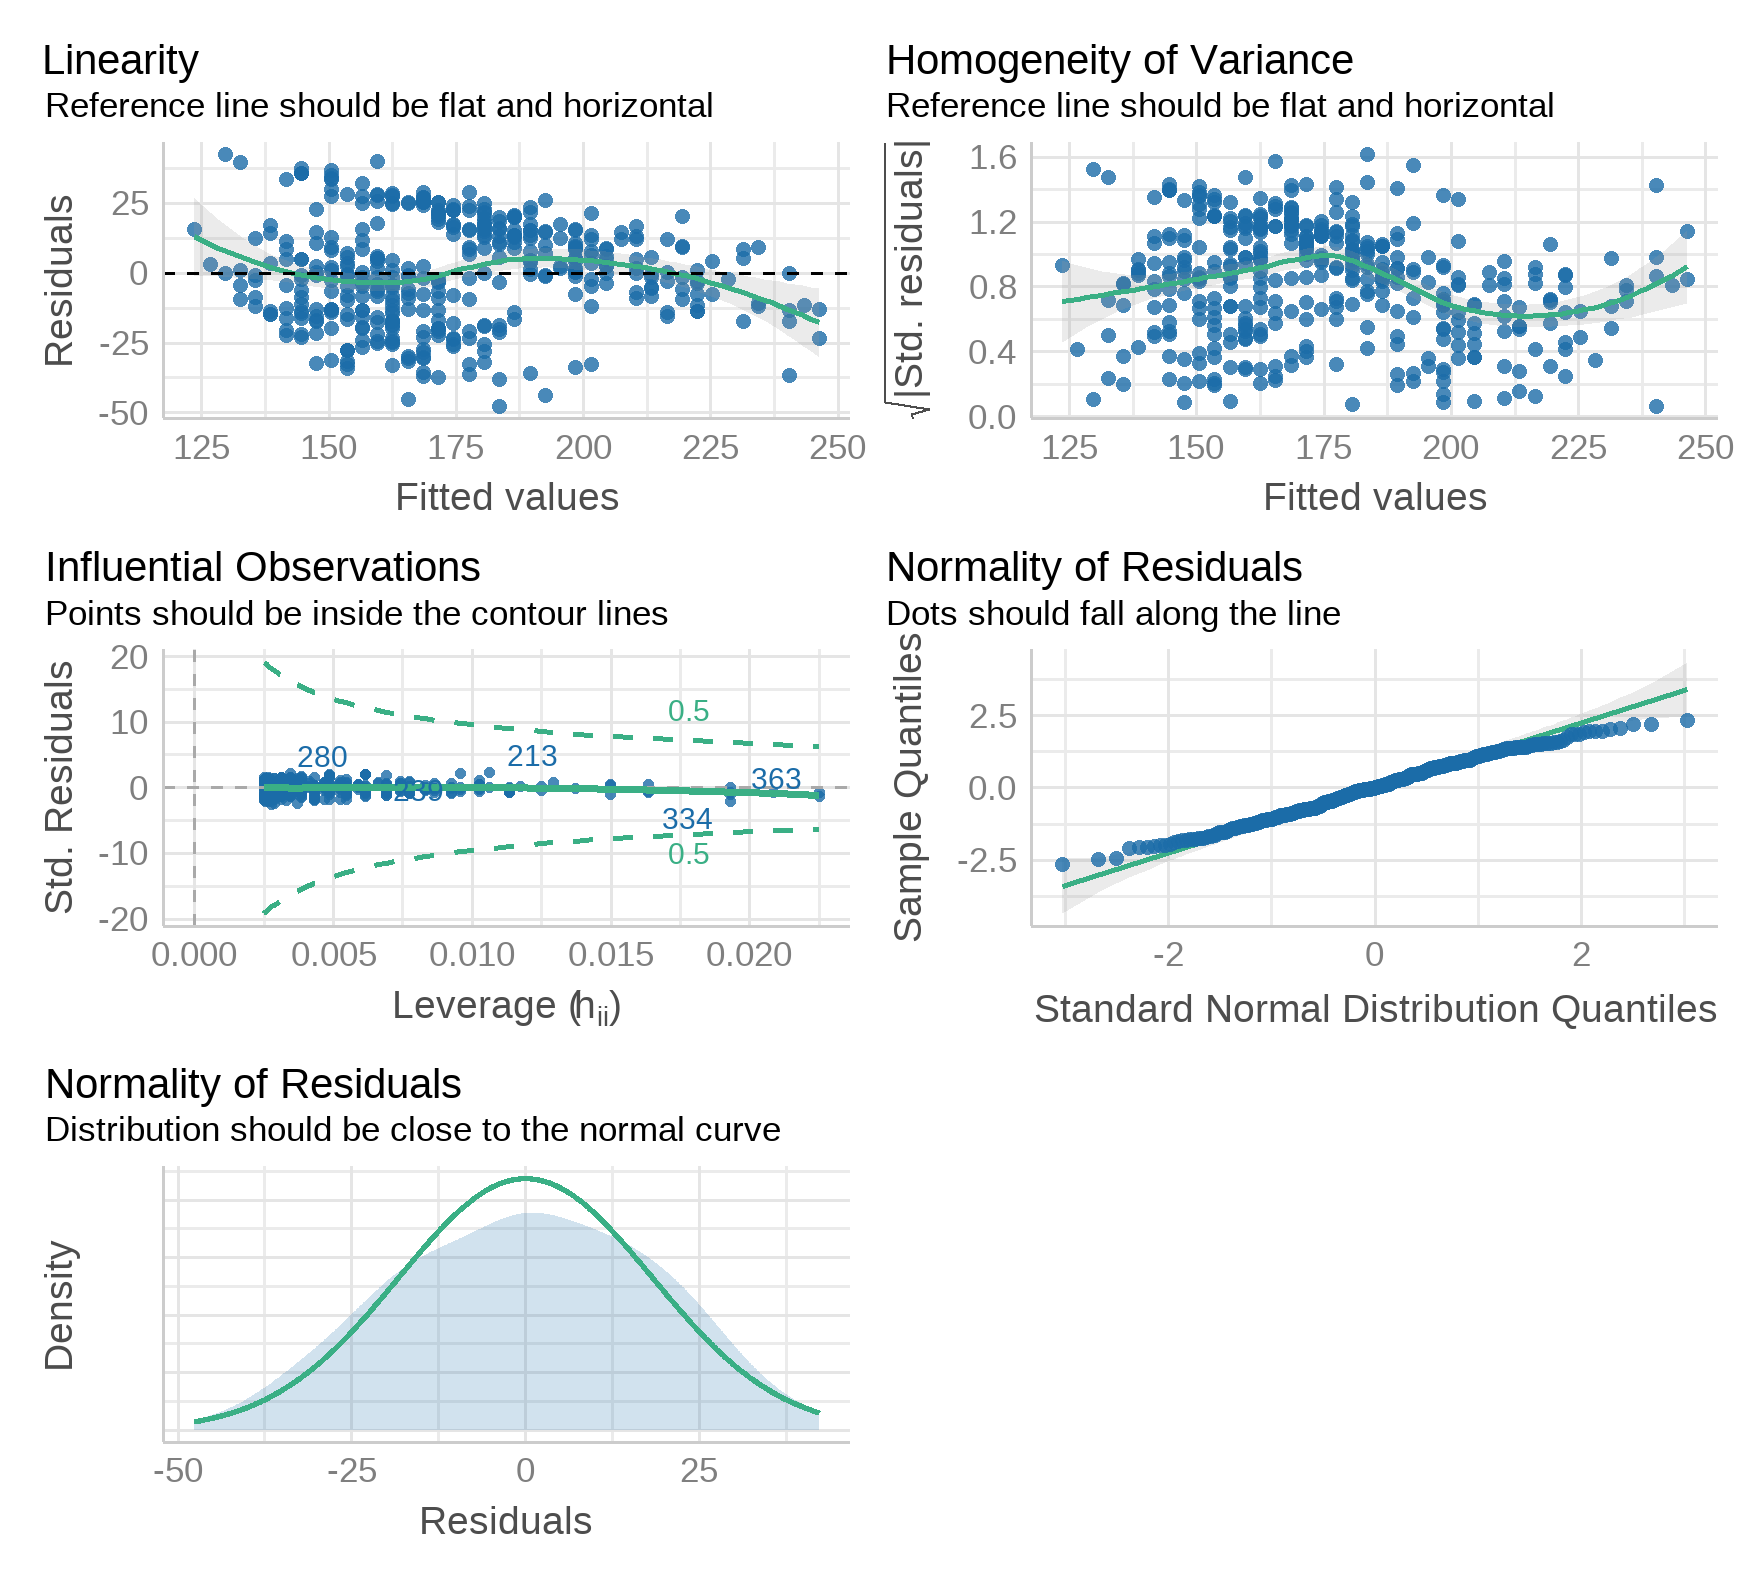 Linearity
Reference line should be flat and horizontal
Residuals
25
0
-25
-50
125 150 175 200 225 250
Fitted values
Homogeneity of Variance
Reference line should be flat and horizontal
√|Std. residuals|
1.6
1.2
0.8
0.4
0.0
125 150 175 200 225 250
Fitted values
Influential Observations
Points should be inside the contour lines
Std. Residuals
20
10
0
-10
-20
0.5
280 213
239 363
334
0.5
0.000 0.005 0.010 0.015 0.020
Leverage (hii)
Normality of Residuals
Dots should fall along the line
Sample Quantiles
2.5
0.0
-2.5
-2 0 2
Standard Normal Distribution Quantiles
Normality of Residuals
Distribution should be close to the normal curve
Density
-50 -25 0 25
Residuals